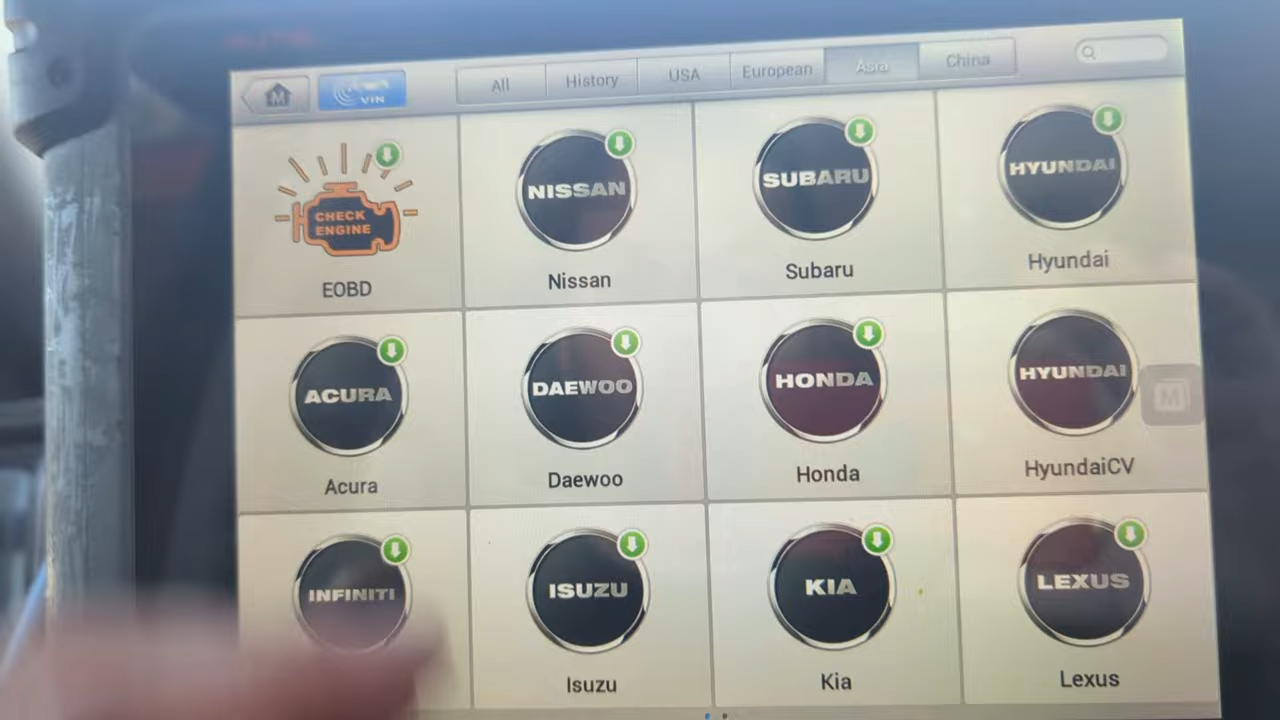 VIN
All
History
USA
European
Asia
China
CHECK
ENGINE
EOBD
NISSAN
Nissan
SUBARU
Subaru
HYUNDAI
Hyundai
ACURA
Acura
DAEWOO
Daewoo
HONDA
Honda
HYUNDAI
HyundaiCV
M
INFINITI
ISUZU
Isuzu
KIA
Kia
LEXUS
Lexus